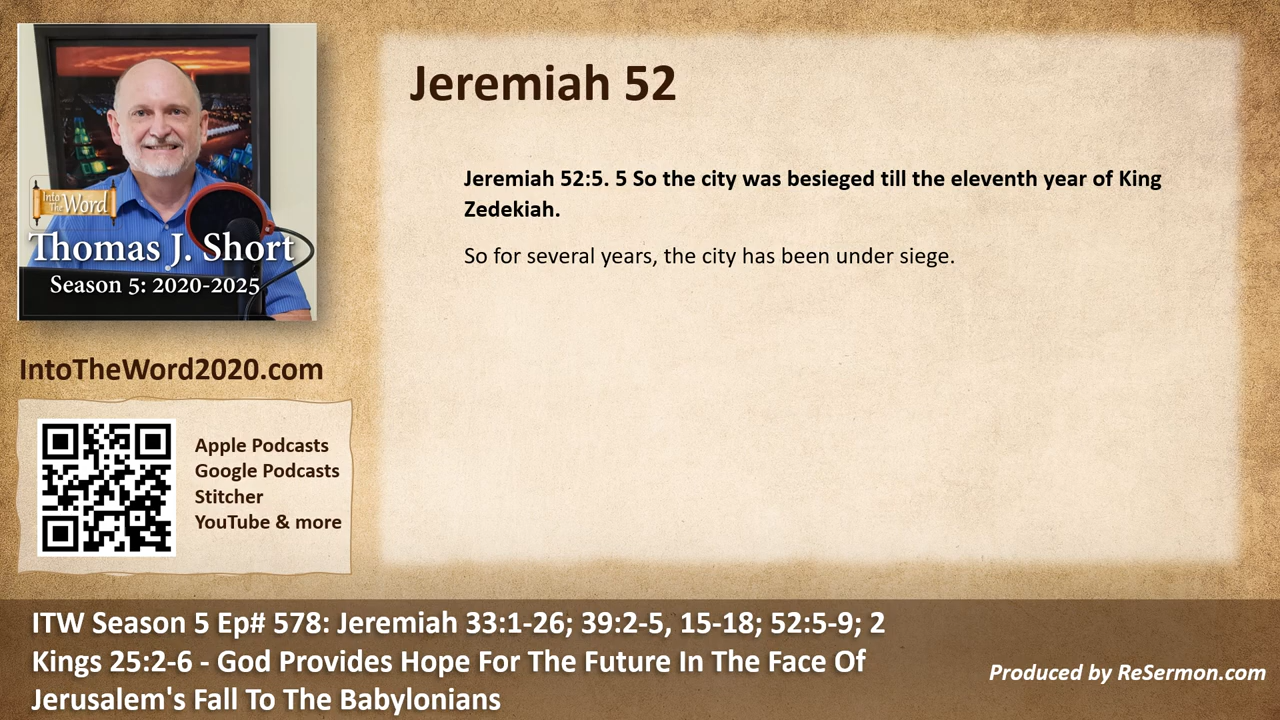 Into
The Word
Thomas J. Short
Season 5: 2020-2025
IntoTheWord2020.com
Apple Podcasts
Google Podcasts
Stitcher
YouTube & more
Jeremiah 52
Jeremiah 52:5. 5 So the city was besieged till the eleventh year of King
Zedekiah.
So for several years, the city has been under siege.
ITW Season 5 Ep# 578: Jeremiah 33:1-26; 39:2-5, 15-18; 52:5-9; 2
Kings 25:2-6 - God Provides Hope For The Future In The Face Of
Jerusalem's Fall To The Babylonians
Produced by ReSermon.com